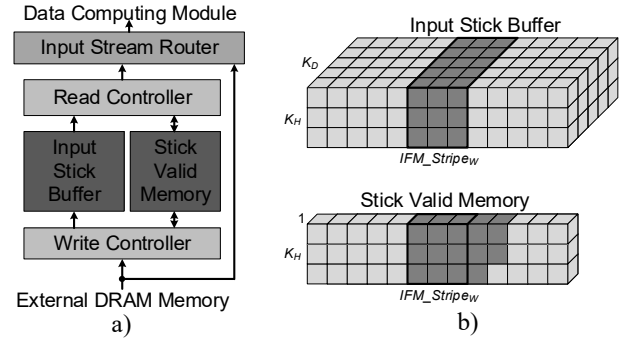 Data Computing Module
Input Stream Router
Read Controller
Input
Stick
Buffer
Stick
Valid
Memory
Write Controller
External DRAM Memory
a)
Input Stick Buffer
K_D
K_H
IFM_Stripe_W
Stick Valid Memory
1
K_H
IFM_Stripe_W
b)